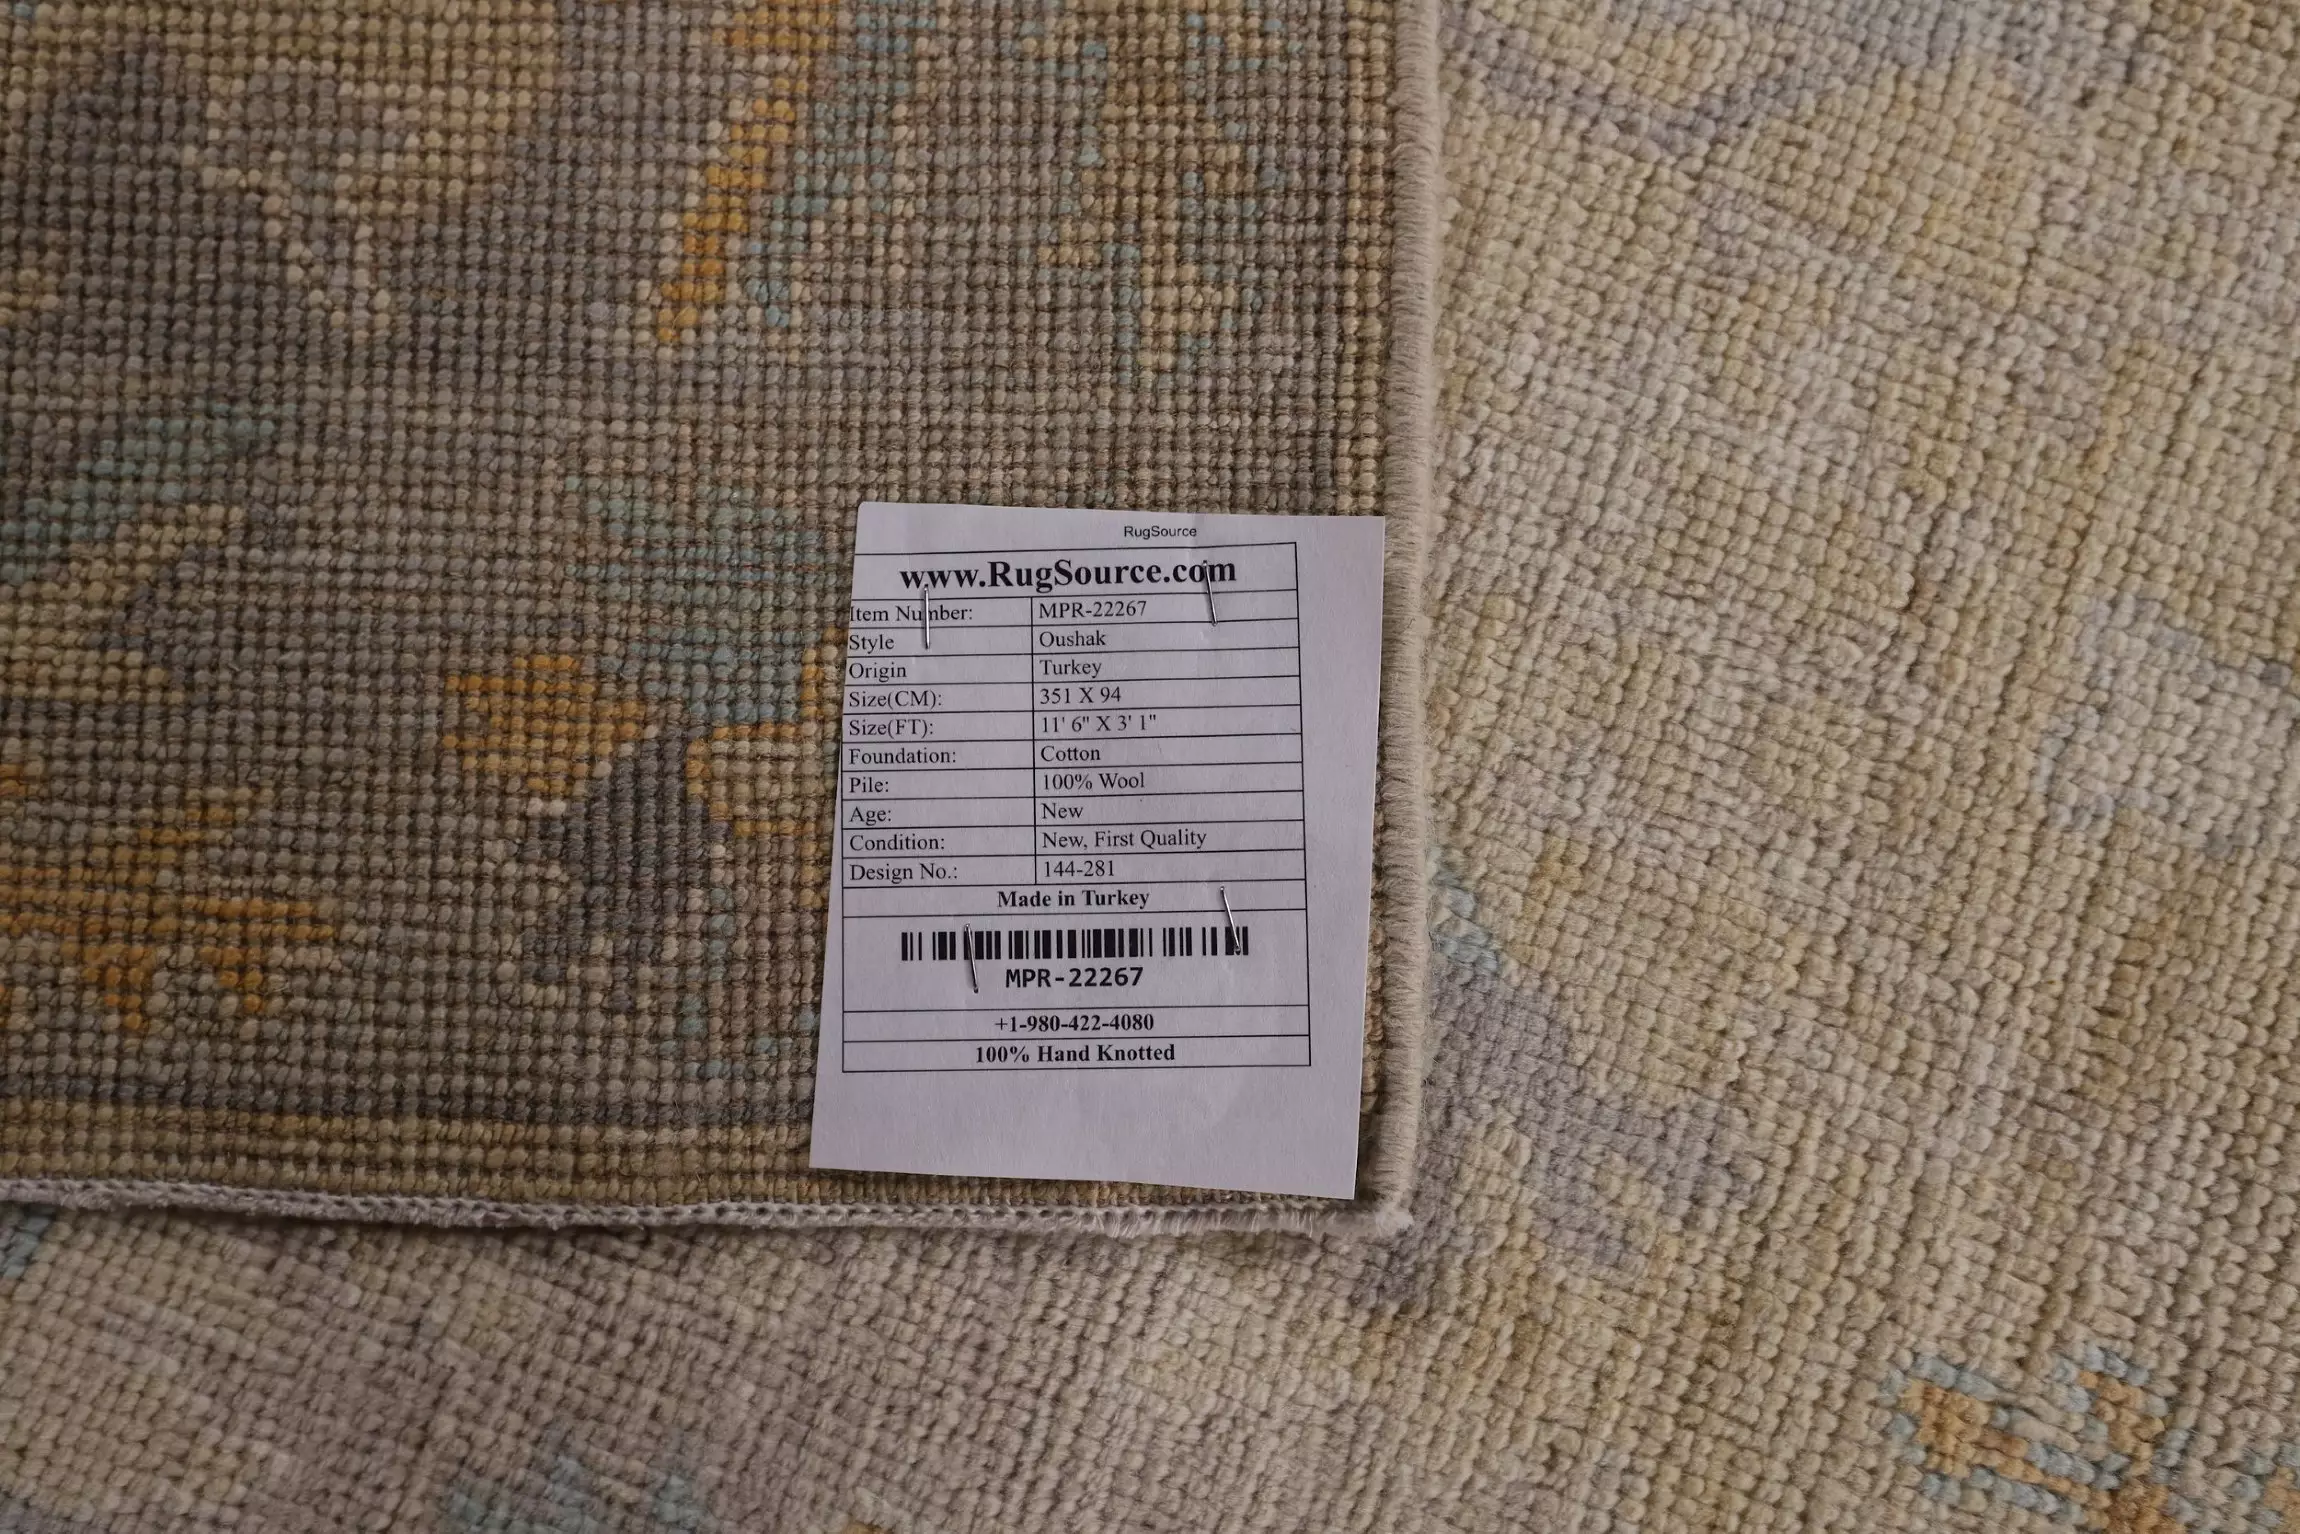 RugSource
www.RugSource.com
Item Number: MPR-22267
Style Oushak
Origin Turkey
Size(CM): 351 X 94
Size(FT): 11' 6" X 3' 1"
Foundation: Cotton
Pile: 100% Wool
Age: New
Condition: New, First Quality
Design No.: 144-281
Made in Turkey
MPR-22267
+1-980-422-4080
100% Hand Knotted